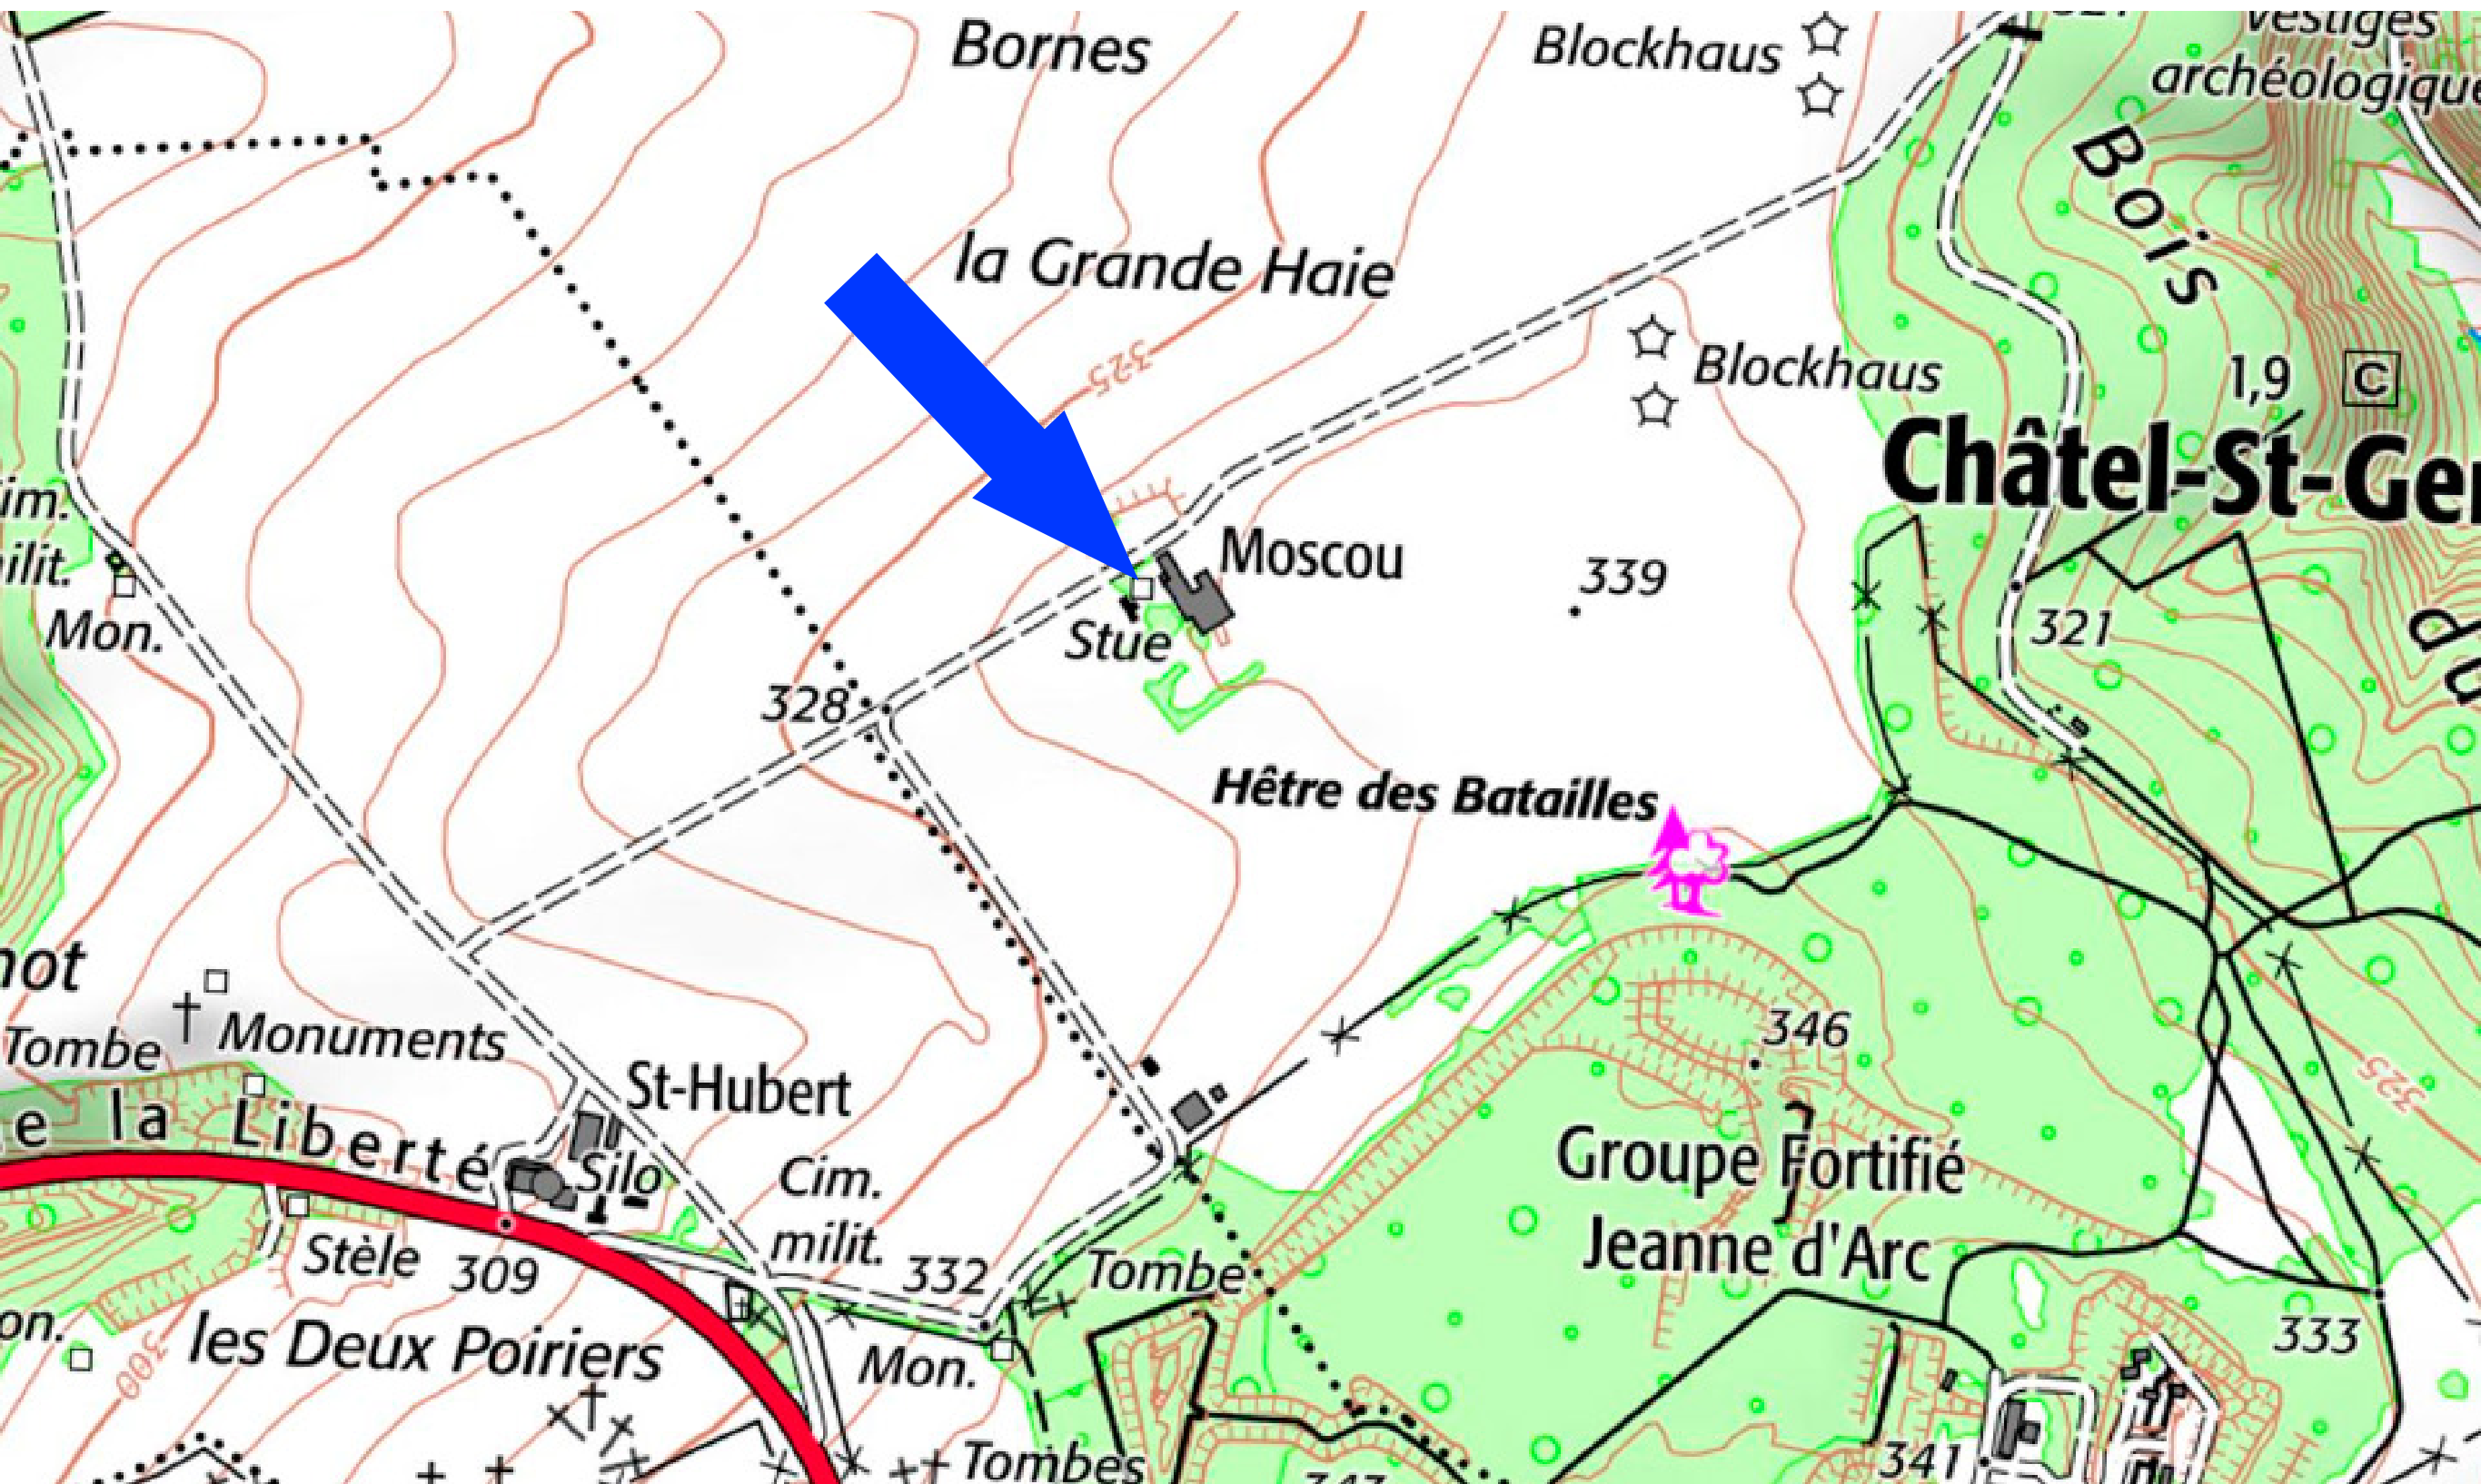 Bornes
Blockhaus
vestiges
archéologique
Bois
la Grande Haie
325
Blockhaus
1,9
C
Châtel-St-Ger
im.
ilit.
Mon.
Moscou
339
Stue
321
du
328
Hêtre des Batailles
not
Tombe
Monuments
346
325
e la Liberté
St-Hubert
Silo
Cim.
milit.
Groupe Fortifié
Jeanne d'Arc
Stèle
309
332
Tombe
333
on.
300
les Deux Poiriers
Mon.
Tombes
341